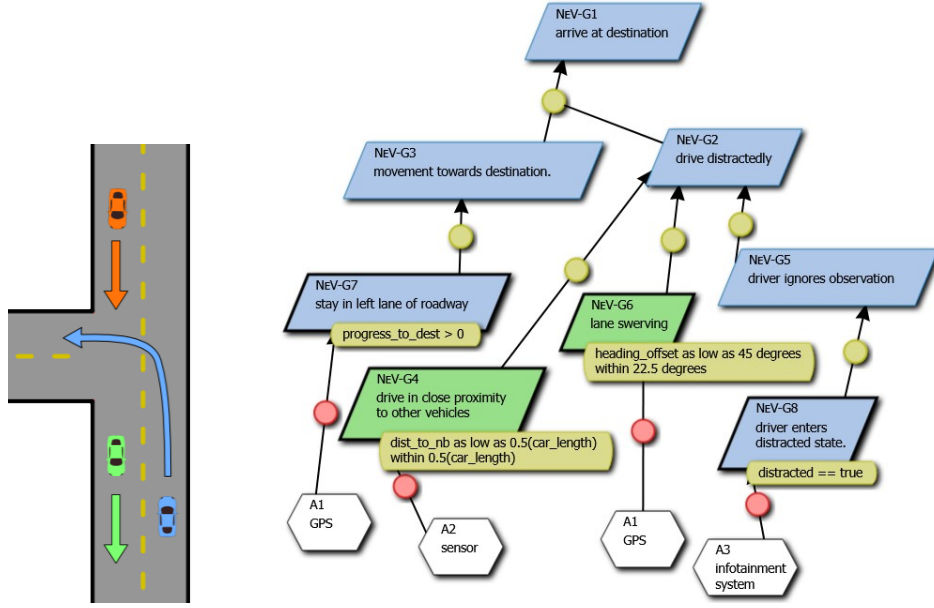 NEV-G1
arrive at destination
NEV-G3
movement towards destination.
NEV-G2
drive distractedly
NEV-G5
driver ignores observation
NEV-G7
stay in left lane of roadway
progress_to_dest > 0
NEV-G6
lane swerving
heading_offset as low as 45 degrees
within 22.5 degrees
NEV-G4
drive in close proximity
to other vehicles
dist_to_nb as low as 0.5(car_length)
within 0.5(car_length)
NEV-G8
driver enters
distracted state.
distracted == true
A1
GPS
A2
sensor
A1
GPS
A3
infotainment
system